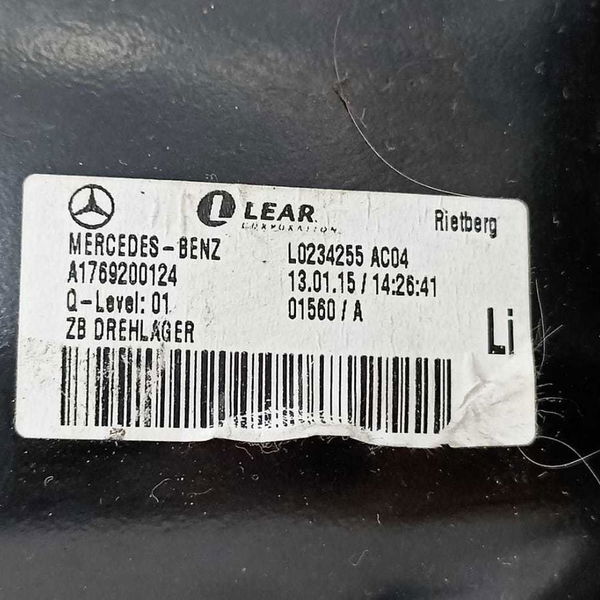 LEAR
CORPORATION
Rietberg
MERCEDES-BENZ
L0234255 AC04
A1769200124
13.01.15 / 14:26:41
Q-Level: 01
01560 / A
ZB DREHLAGER
Li